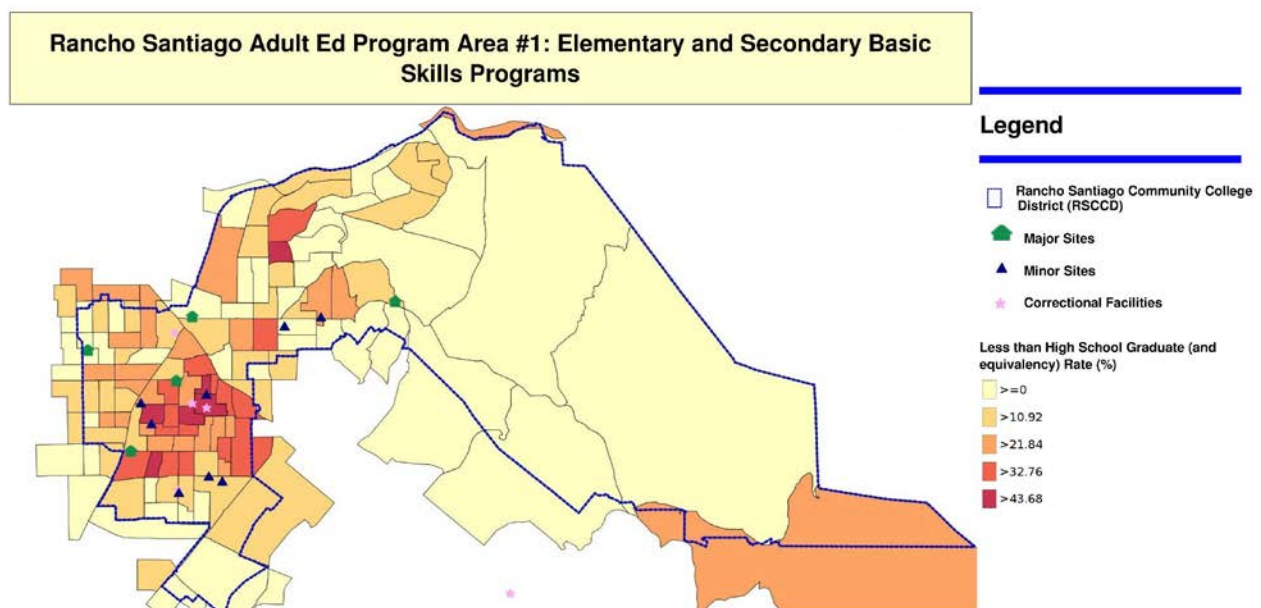 Rancho Santiago Adult Ed Program Area #1: Elementary and Secondary Basic
Skills Programs
Legend
Rancho Santiago Community College
District (RSCCD)
Major Sites
Minor Sites
Correctional Facilities
Less than High School Graduate (and
equivalency) Rate (%)
>=0
>10.92
>21.84
>32.76
>43.68